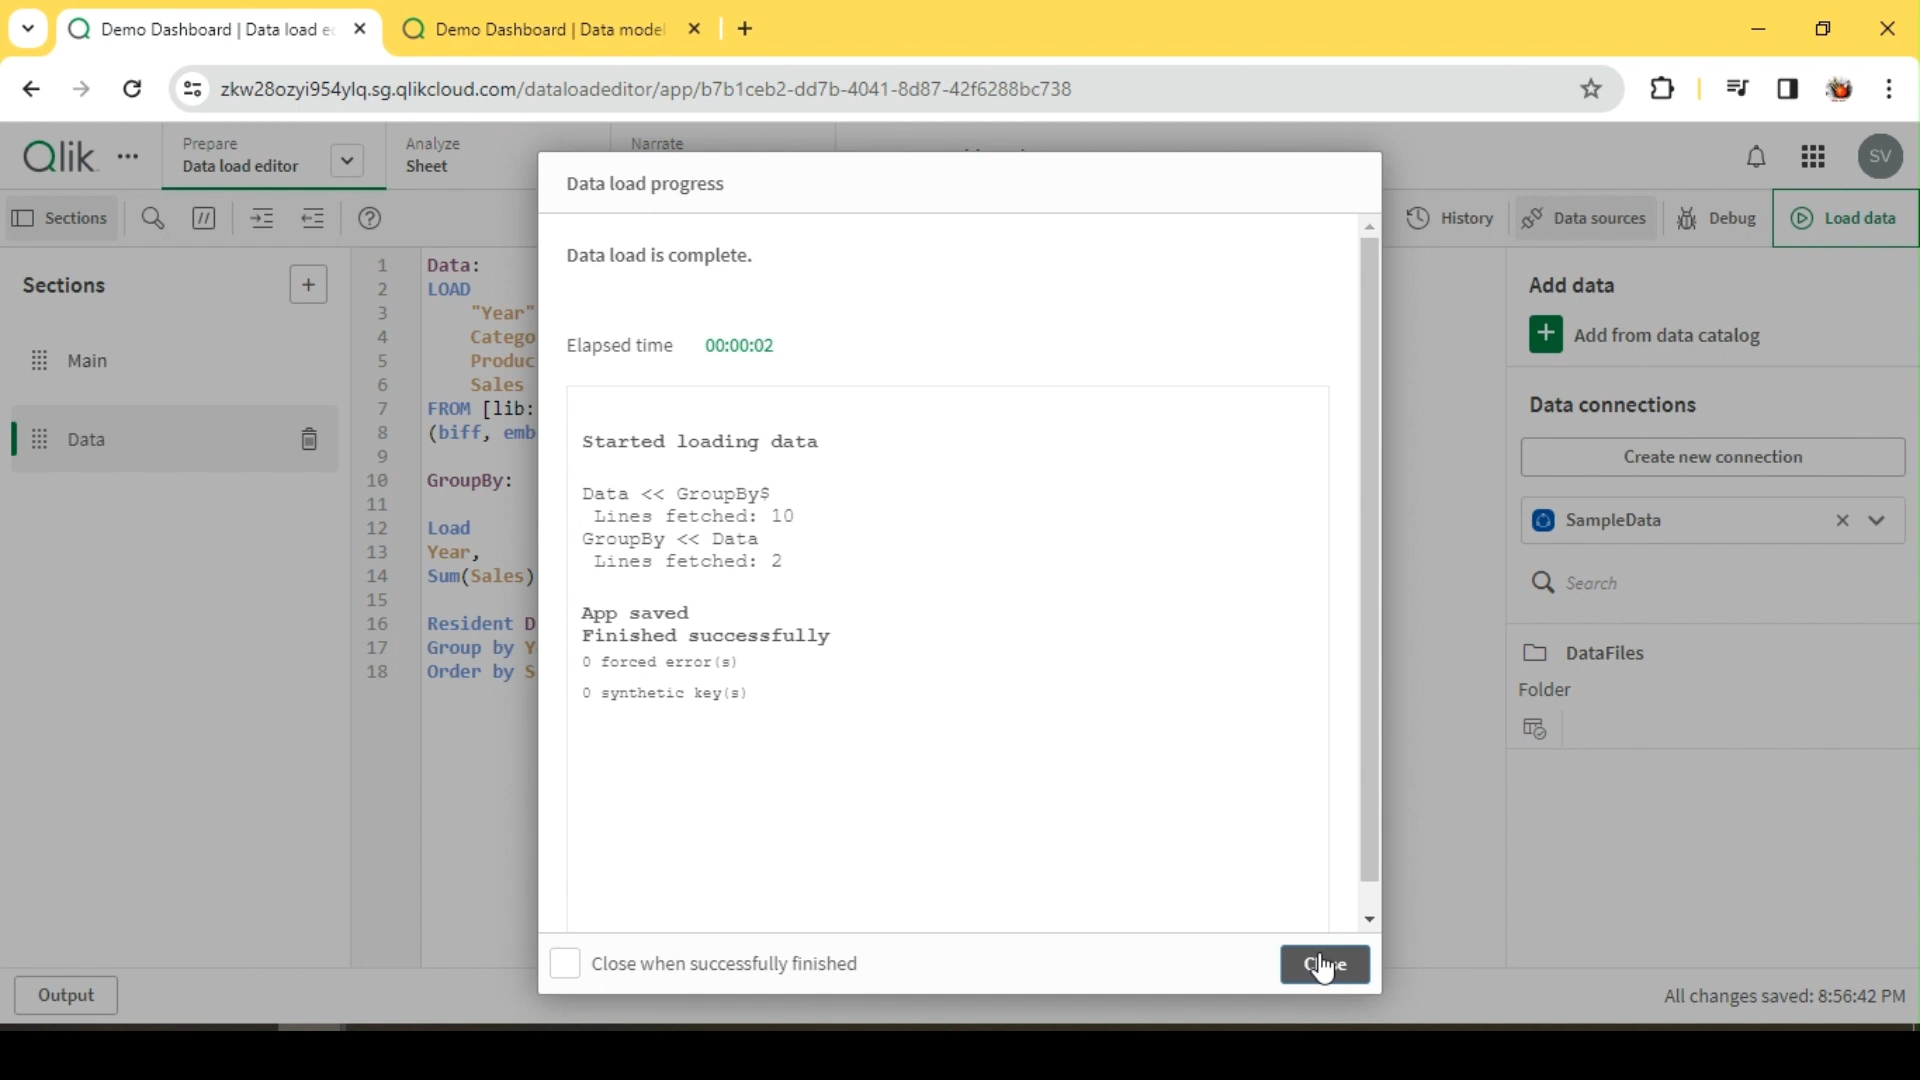 Demo Dashboard | Data load e
Demo Dashboard | Data model
zkw28ozyi954ylq.sg.qlikcloud.com/dataloadeditor/app/b7b1ceb2-dd7b-4041-8d87-42f6288bc738
Qlik
Prepare
Data load editor
Analyze
Sheet
Narrate
SV
Sections
History
Data sources
Debug
Load data
Sections
Main
Data
1 Data:
2 LOAD
3 "Year"
4 Catego
5 Produc
6 Sales
7 FROM [lib:
8 (biff, emb
9
10 GroupBy:
11
12 Load
13 Year,
14 Sum(Sales)
15
16 Resident D
17 Group by Y
18 Order by S
Data load progress
Data load is complete.
Elapsed time 00:00:02
Started loading data
Data << GroupBy$
Lines fetched: 10
GroupBy << Data
Lines fetched: 2
App saved
Finished successfully
0 forced error(s)
0 synthetic key(s)
Close when successfully finished
Add data
Add from data catalog
Data connections
Create new connection
SampleData
Search
DataFiles
Folder
Output
All changes saved: 8:56:42 PM